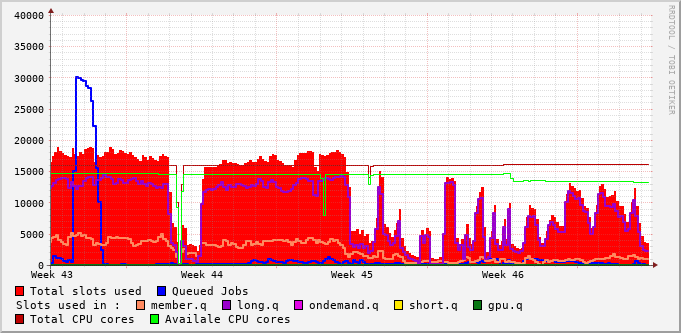 40000
35000
30000
25000
20000
15000
10000
5000
0
Week 43 Week 44 Week 45 Week 46
RRDTOOL / TOBI OETIKER
Total slots used Queued Jobs
Slots used in : member.q long.q ondemand.q short.q gpu.q
Total CPU cores Availale CPU cores